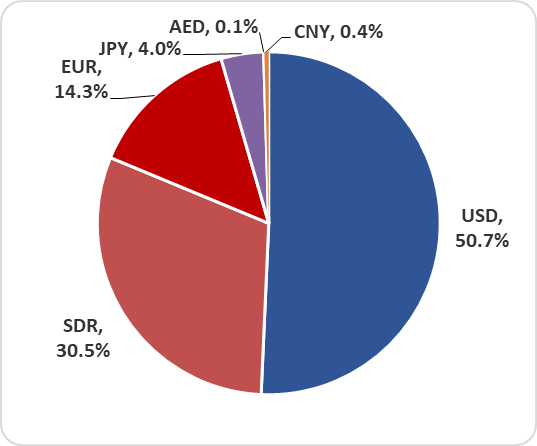 AED, 0.1%
CNY, 0.4%
JPY, 4.0%
EUR,
14.3%
USD,
50.7%
SDR,
30.5%